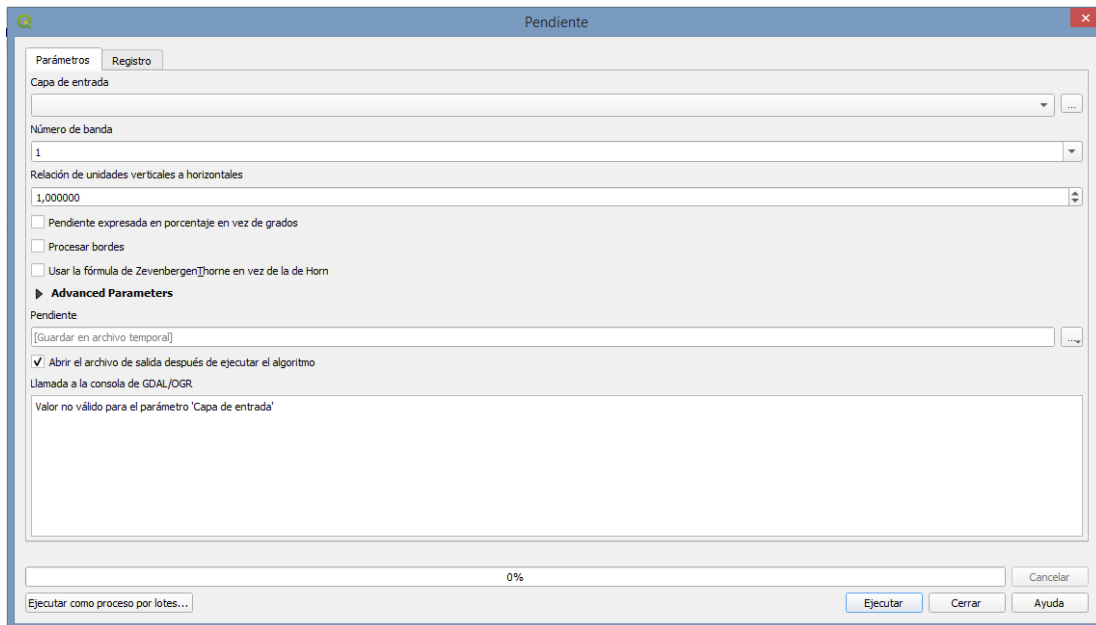 Pendiente
Parámetros
Registro
Capa de entrada
...
Número de banda
1
Relación de unidades verticales a horizontales
1,000000
Pendiente expresada en porcentaje en vez de grados
Procesar bordes
Usar la fórmula de ZevenbergenThorne en vez de la de Horn
Advanced Parameters
Pendiente
[Guardar en archivo temporal]
...
Abrir el archivo de salida después de ejecutar el algoritmo
Llamada a la consola de GDAL/OGR
Valor no válido para el parámetro 'Capa de entrada'
0%
Cancelar
Ejecutar como proceso por lotes...
Ejecutar
Cerrar
Ayuda